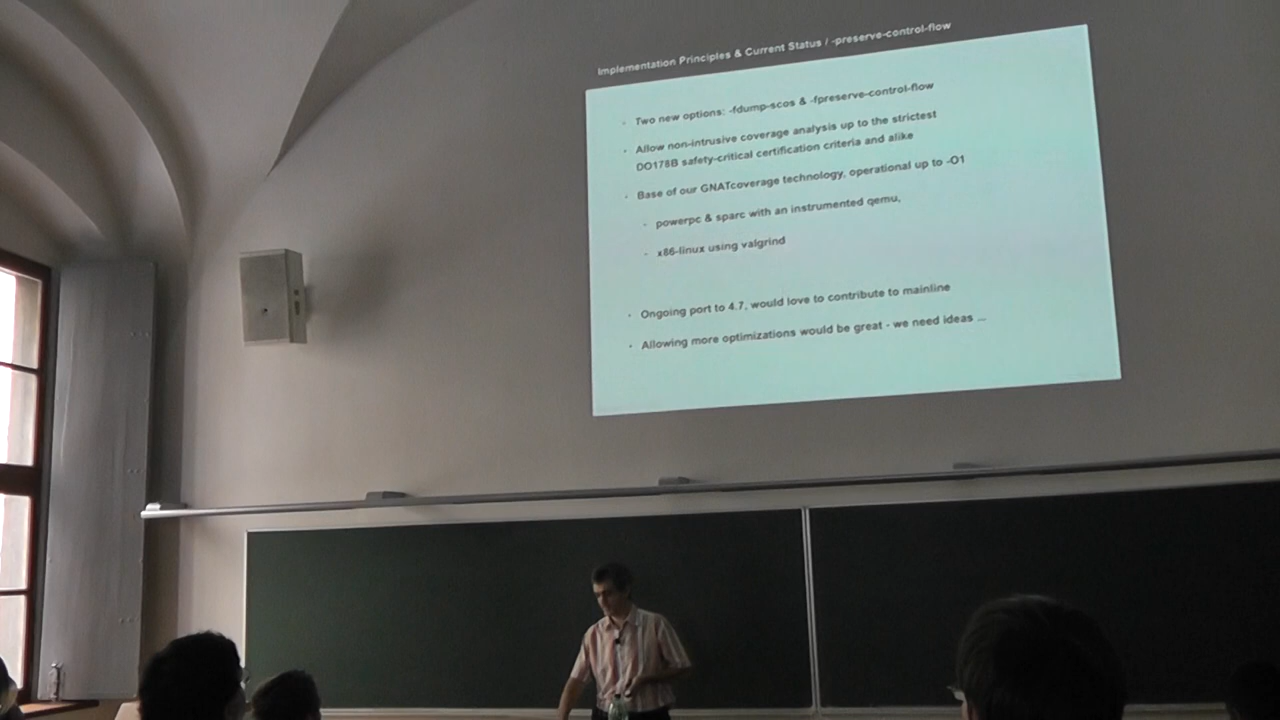 Implementation Principles & Current Status / -preserve-control-flow
- Two new options: -fdump-scos & -fpreserve-control-flow
- Allow non-intrusive coverage analysis up to the strictest
DO178B safety-critical certification criteria and alike
- Base of our GNATcoverage technology, operational up to -O1
- powerpc & sparc with an instrumented qemu,
- x86-linux using valgrind
- Ongoing port to 4.7, would love to contribute to mainline
- Allowing more optimizations would be great - we need ideas ...